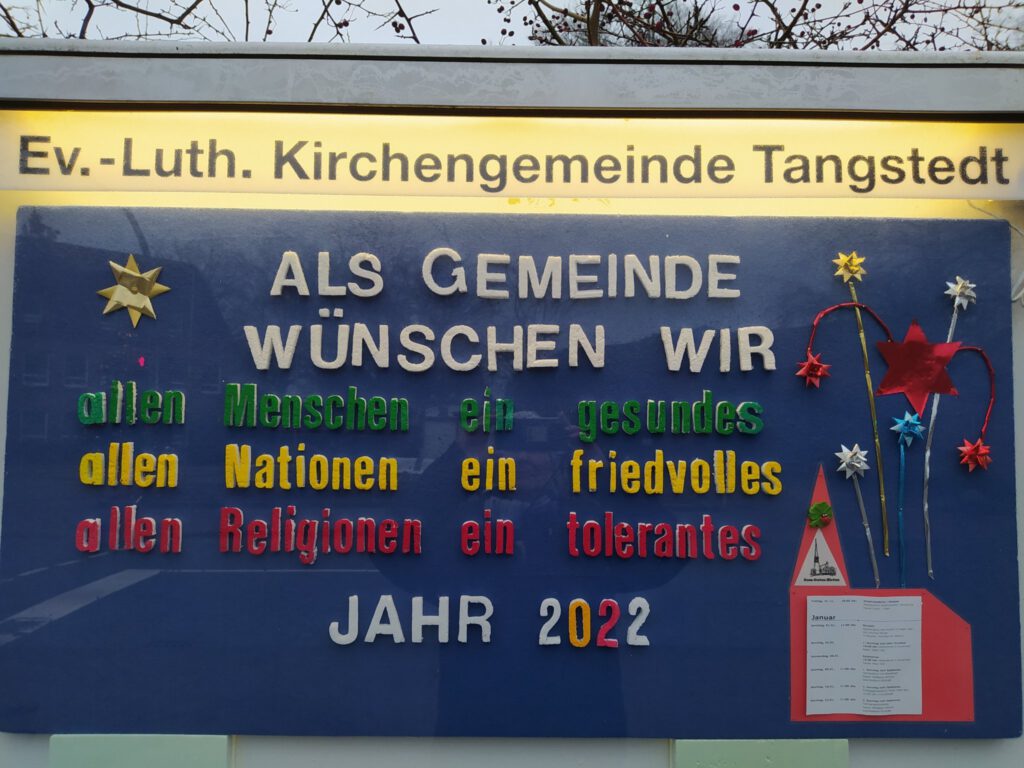 Ev.-Luth. Kirchengemeinde Tangstedt
ALS GEMEINDE
WÜNSCHEN WIR
allen Menschen ein gesundes
allen Nationen ein friedvolles
allen Religionen ein tolerantes
JAHR 2022
Januar